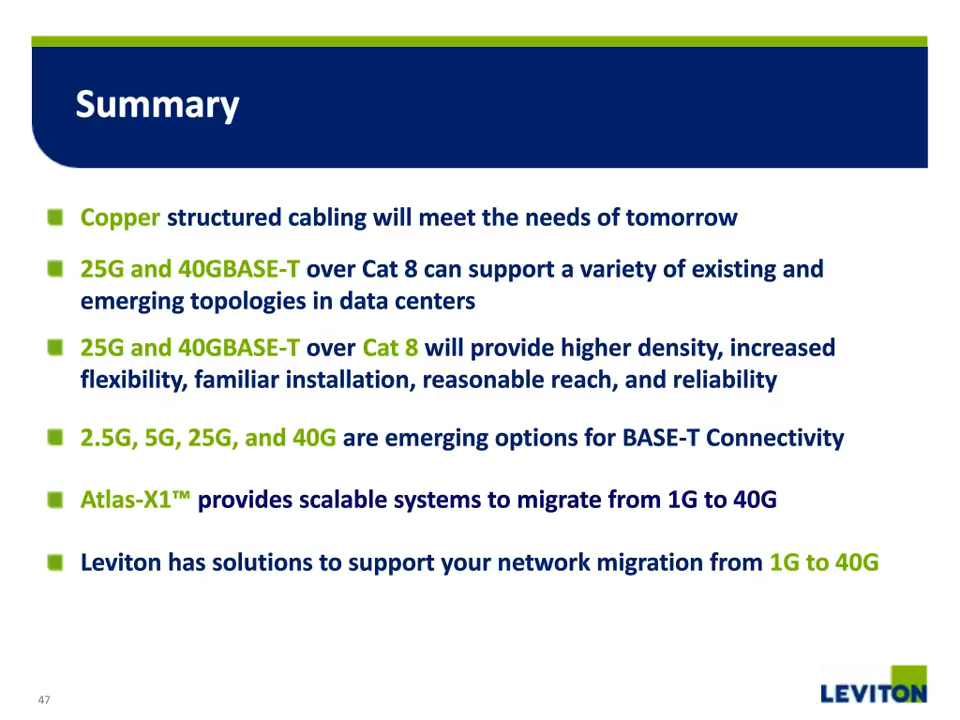 Summary
Copper structured cabling will meet the needs of tomorrow
25G and 40GBASE-T over Cat 8 can support a variety of existing and
emerging topologies in data centers
25G and 40GBASE-T over Cat 8 will provide higher density, increased
flexibility, familiar installation, reasonable reach, and reliability
2.5G, 5G, 25G, and 40G are emerging options for BASE-T Connectivity
Atlas-X1™ provides scalable systems to migrate from 1G to 40G
Leviton has solutions to support your network migration from 1G to 40G
47
LEVITON